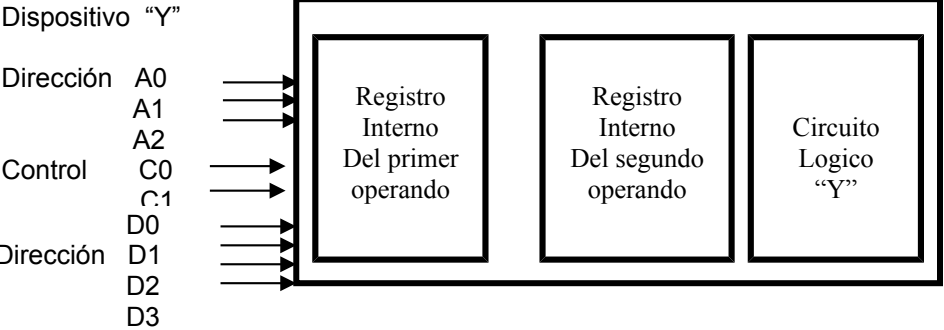 Dispositivo “Y”
Dirección A0
A1
A2
Control C0
C1
D0
Dirección D1
D2
D3
Registro
Interno
Del primer
operando
Registro
Interno
Del segundo
operando
Circuito
Logico
“Y”